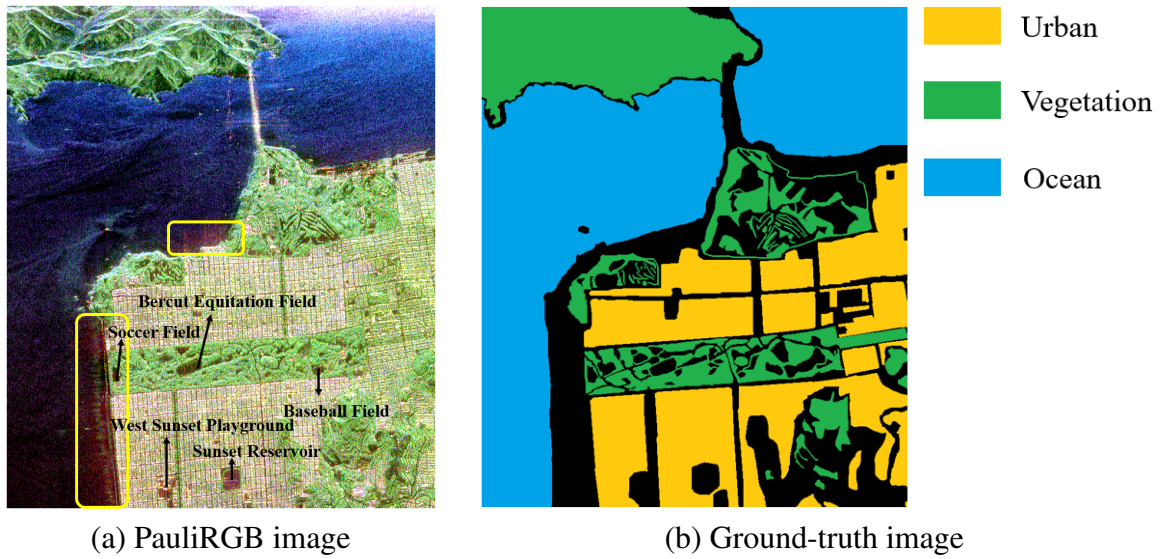 Bercut Equitation Field
Soccer Field
Baseball Field
West Sunset Playground
Sunset Reservoir
(a) PauliRGB image
Urban
Vegetation
Ocean
(b) Ground-truth image